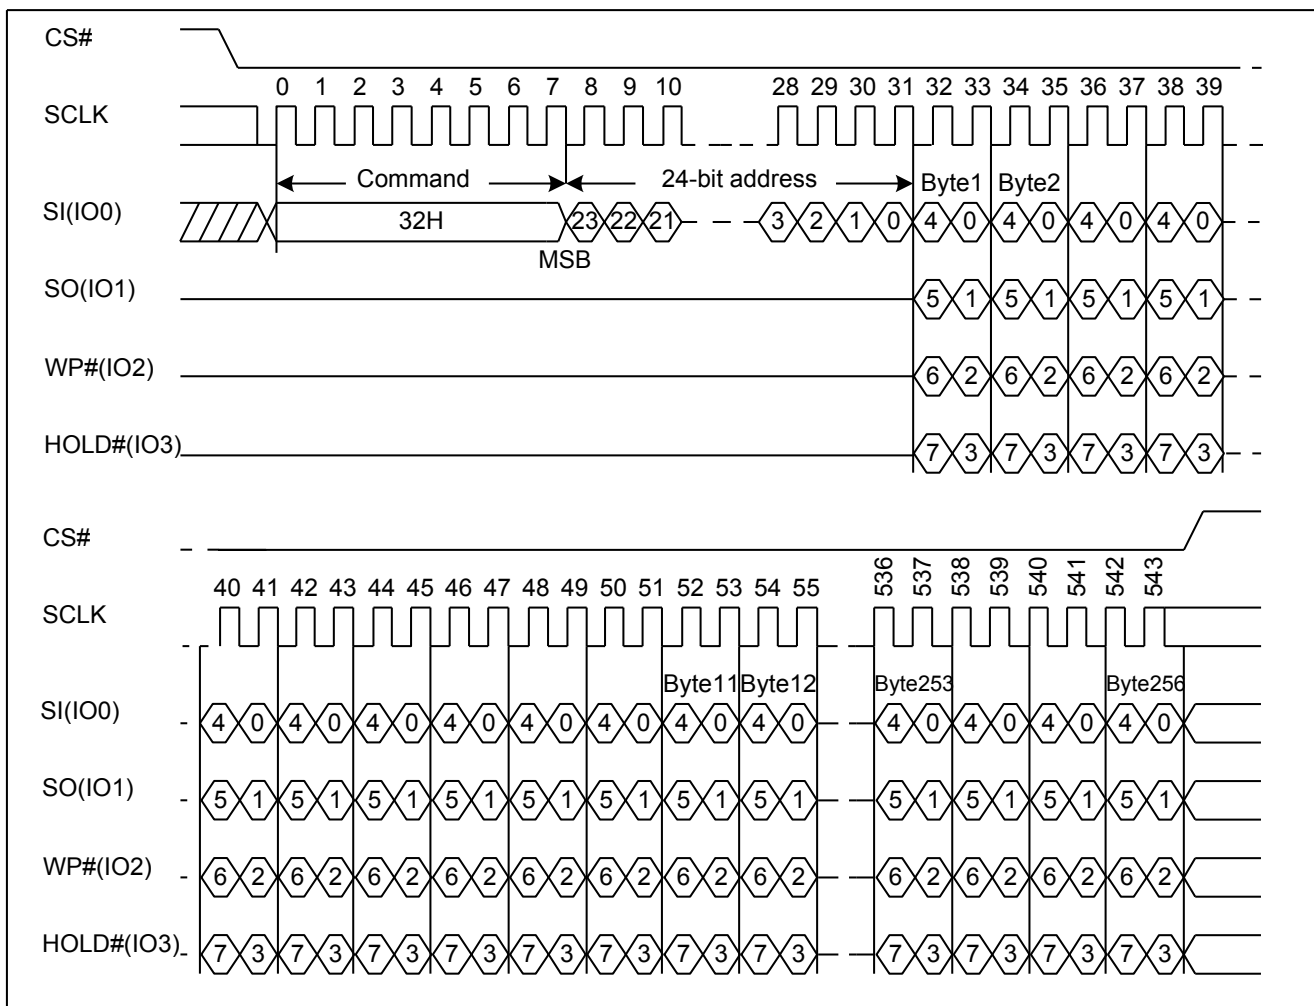 CS#
0 1 2 3 4 5 6 7 8 9 10 28 29 30 31 32 33 34 35 36 37 38 39
SCLK
Command 24-bit address Byte1 Byte2
SI(IO0) 32H 23 22 21 3 2 1 0 4 0 4 0 4 0 4 0
MSB
SO(IO1) 5 1 5 1 5 1 5 1
WP#(IO2) 6 2 6 2 6 2 6 2
HOLD#(IO3) 7 3 7 3 7 3 7 3
CS#
40 41 42 43 44 45 46 47 48 49 50 51 52 53 54 55 536 537 538 539 540 541 542 543
SCLK
Byte11 Byte12 Byte253 Byte256
SI(IO0) 4 0 4 0 4 0 4 0 4 0 4 0 4 0 4 0 4 0 4 0 4 0 4 0
SO(IO1) 5 1 5 1 5 1 5 1 5 1 5 1 5 1 5 1 5 1 5 1 5 1 5 1
WP#(IO2) 6 2 6 2 6 2 6 2 6 2 6 2 6 2 6 2 6 2 6 2 6 2 6 2
HOLD#(IO3) 7 3 7 3 7 3 7 3 7 3 7 3 7 3 7 3 7 3 7 3 7 3 7 3